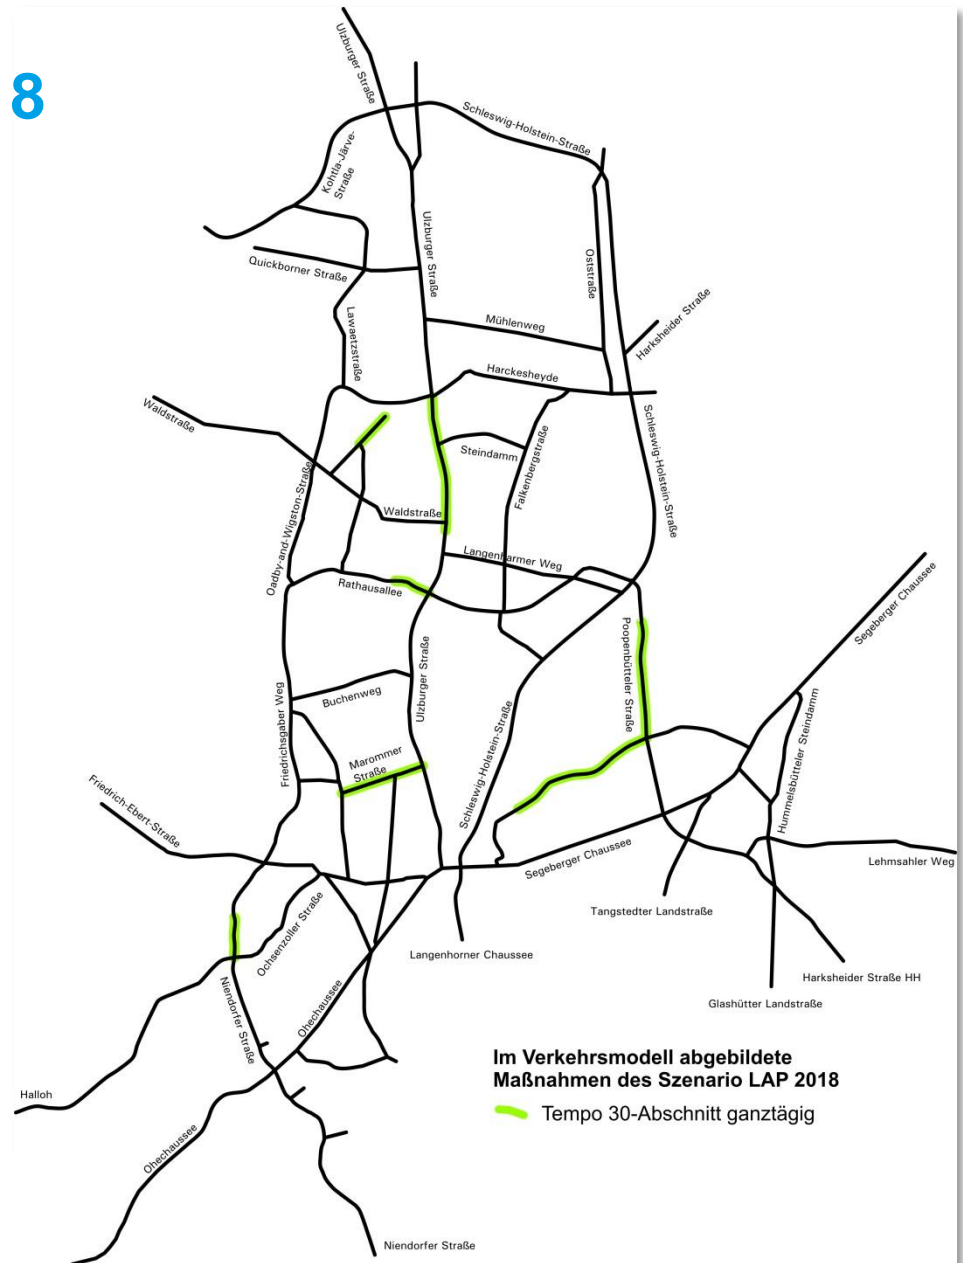 8
Ulzburger Straße
Schleswig-Holstein-Straße
Kohtla-Järve-
Straße
Ulzburger Straße
Quickborner Straße
Oststraße
Harksheider Straße
Lawaetzstraße
Mühlenweg
Harckesheyde
Waldstraße
Steindamm
Falkenbergstraße
Schleswig-Holstein-Straße
Oadby-and-Wigston-Straße
Waldstraße
Langenharmer Weg
Rathausallee
Segeberger Chaussee
Poopenbütteler Straße
Ulzburger Straße
Buchenweg
Friedrichsgaber Weg
Marommer
Straße
Schleswig-Holstein-Straße
Hummelsbütteler Steindamm
Friedrich-Ebert-Straße
Segeberger Chaussee
Lehmsahler Weg
Tangstedter Landstraße
Ochsenzoller Straße
Langenhorner Chaussee
Harksheider Straße HH
Glashütter Landstraße
Niendorfer Straße
Ohechaussee
Im Verkehrsmodell abgebildete
Maßnahmen des Szenario LAP 2018
Tempo 30-Abschnitt ganztägig
Halloh
Ohechaussee
Niendorfer Straße